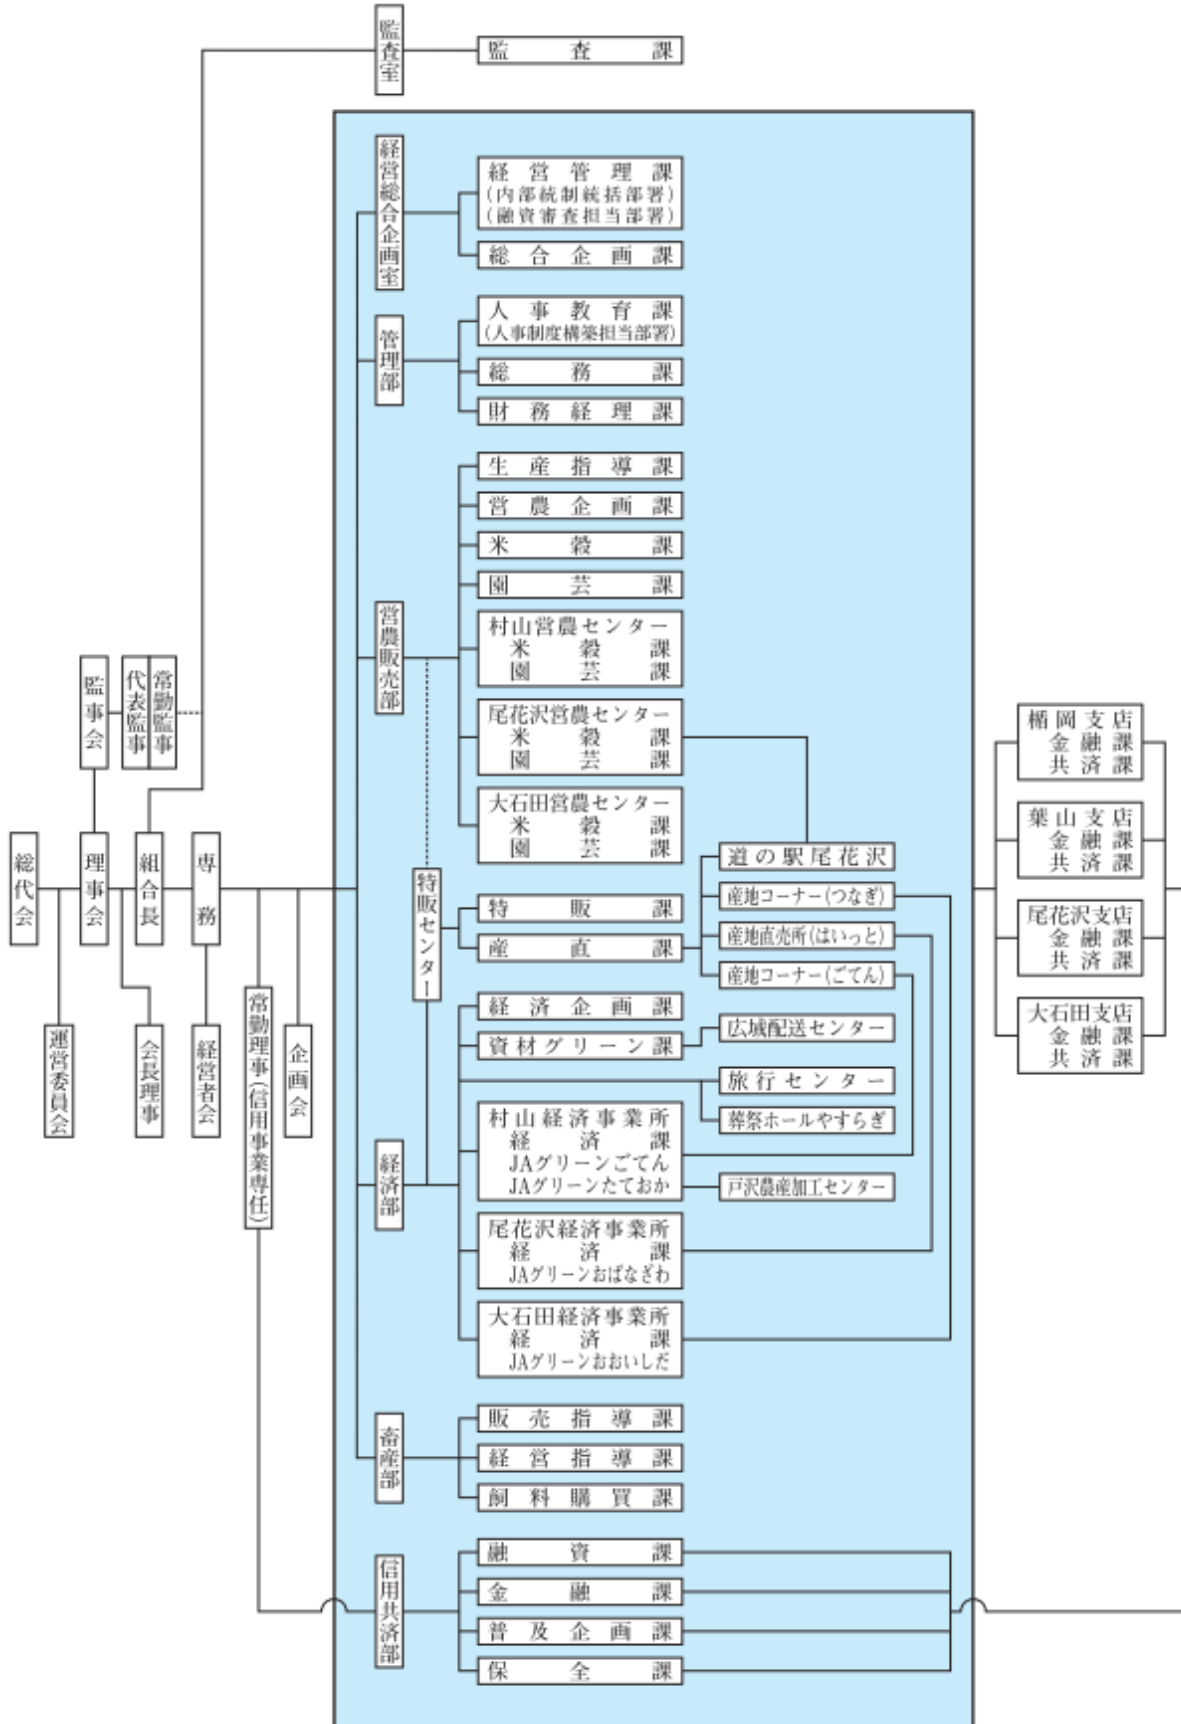 監査室
監査課
経営総合企画室
経営管理課
(内部統制統括部署)
(融資審査担当部署)
総合企画課
管理部
人事教育課
(人事制度構築担当部署)
総務課
財務経理課
営農販売部
生産指導課
営農企画課
米穀課
園芸課
村山営農センター
米穀課
園芸課
尾花沢営農センター
米穀課
園芸課
大石田営農センター
米穀課
園芸課
監事会
代表監事
常勤監事
総代会
理事会
組合長
専務
運営委員会
会長理事
経営者会
常勤理事(信用事業専任)
企画会
特販センター
特販課
産直課
道の駅尾花沢
産地コーナー(つなぎ)
産地直売所(はいっと)
産地コーナー(ごてん)
経済部
経済企画課
資材グリーン課
広域配送センター
旅行センター
葬祭ホールやすらぎ
村山経済事業所
経済課
JAグリーンごてん
JAグリーンたておか
戸沢農産加工センター
尾花沢経済事業所
経済課
JAグリーンおばなざわ
大石田経済事業所
経済課
JAグリーンおおいしだ
畜産部
販売指導課
経営指導課
飼料購買課
信用共済部
融資課
金融課
普及企画課
保全課
楯岡支店
金融課
共済課
葉山支店
金融課
共済課
尾花沢支店
金融課
共済課
大石田支店
金融課
共済課